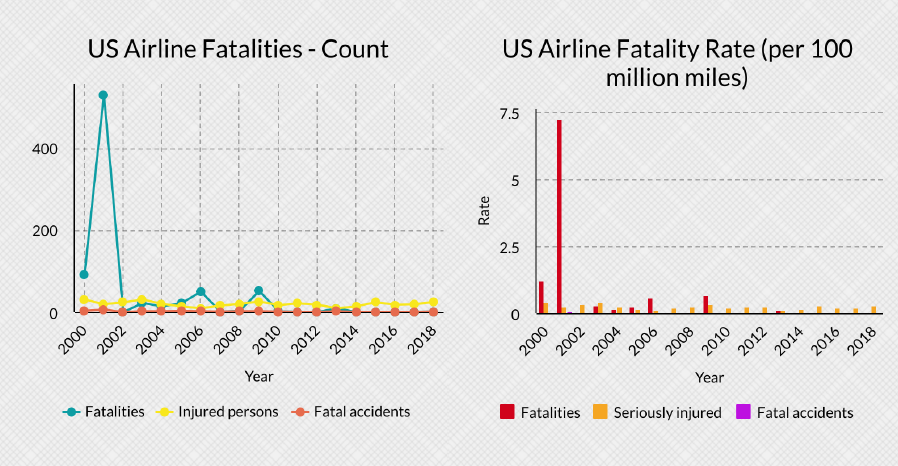 US Airline Fatalities - Count
400
200
0
2000
2002
2004
2006
2008
2010
2012
2014
2016
2018
Year
Fatalities
Injured persons
Fatal accidents
US Airline Fatality Rate (per 100
million miles)
Rate
7.5
5
2.5
0
2000
2002
2004
2006
2008
2010
2012
2014
2016
2018
Year
Fatalities
Seriously injured
Fatal accidents